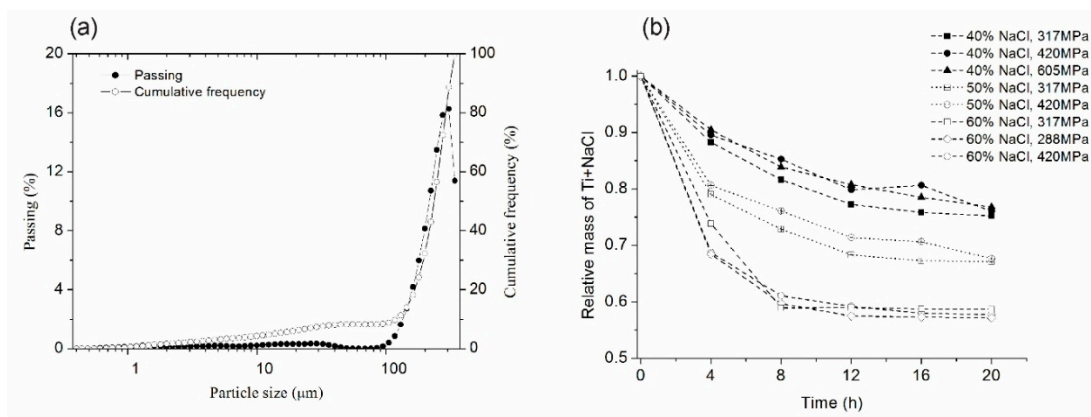 (a)
20
16
12
8
4
0
Passing (%)
100
80
60
40
20
0
Cumulative frequency (%)
Passing
Cumulative frequency
1
10
100
Particle size (μm)
(b)
40% NaCl, 317MPa
40% NaCl, 420MPa
40% NaCl, 605MPa
50% NaCl, 317MPa
50% NaCl, 420MPa
60% NaCl, 317MPa
60% NaCl, 288MPa
60% NaCl, 420MPa
1.0
0.9
0.8
0.7
0.6
0.5
Relative mass of Ti+NaCl
0
4
8
12
16
20
Time (h)